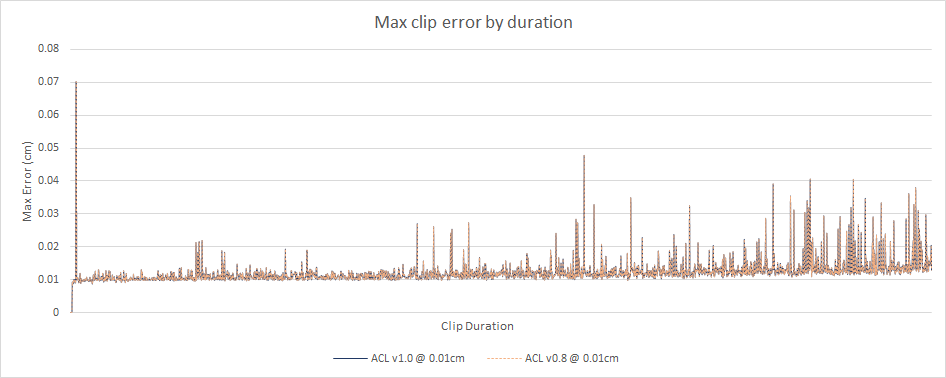 Max clip error by duration
0.08
0.07
0.06
0.05
0.04
0.03
0.02
0.01
0
Max Error (cm)
Clip Duration
ACL v1.0 @ 0.01cm ACL v0.8 @ 0.01cm